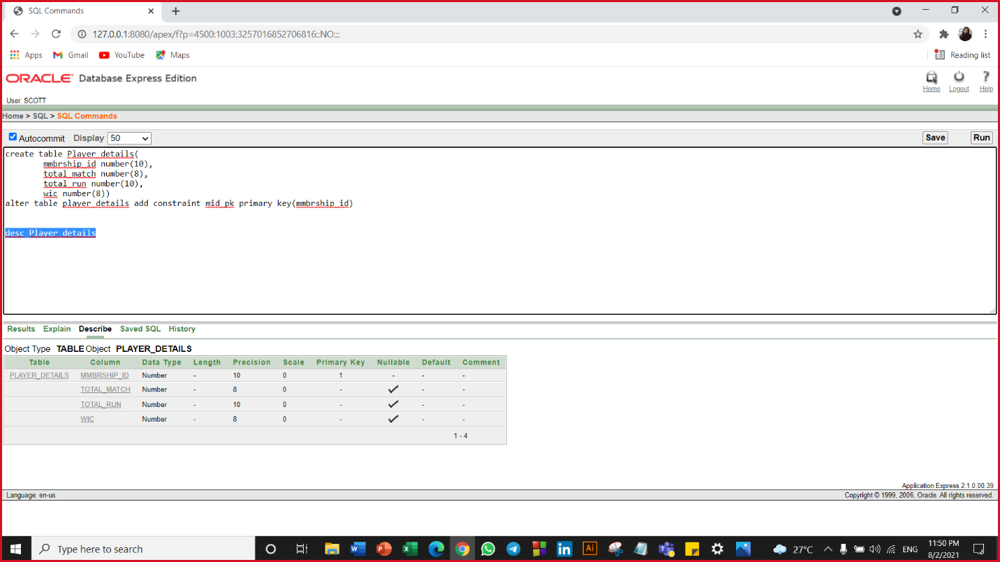 SQL Commands
127.0.0.1:8080/apex/f?p=4500:1003:3257016852706816::NO:::
Apps Gmail YouTube Maps Reading list
ORACLE Database Express Edition
Home Logout Help
User: SCOTT
Home > SQL > SQL Commands
Autocommit Display 50 Save Run
create table Player_details(
mmbrship_id number(10),
total_match number(8),
total_run number(10),
wic number(8))
alter table player_details add constraint mid_pk primary key(mmbrship_id)
desc Player_details
Results Explain Describe Saved SQL History
Object Type TABLE Object PLAYER_DETAILS
Table Column Data Type Length Precision Scale Primary Key Nullable Default Comment
PLAYER_DETAILS MMBRSHIP_ID Number - 10 0 1 - - -
TOTAL_MATCH Number - 8 0 - ✓ - -
TOTAL_RUN Number - 10 0 - ✓ - -
WIC Number - 8 0 - ✓ - -
1 - 4
Application Express 2.1.0.00.39
Language: en-us Copyright © 1999, 2006, Oracle. All rights reserved.
Type here to search 27°C ENG 11:50 PM
8/2/2021